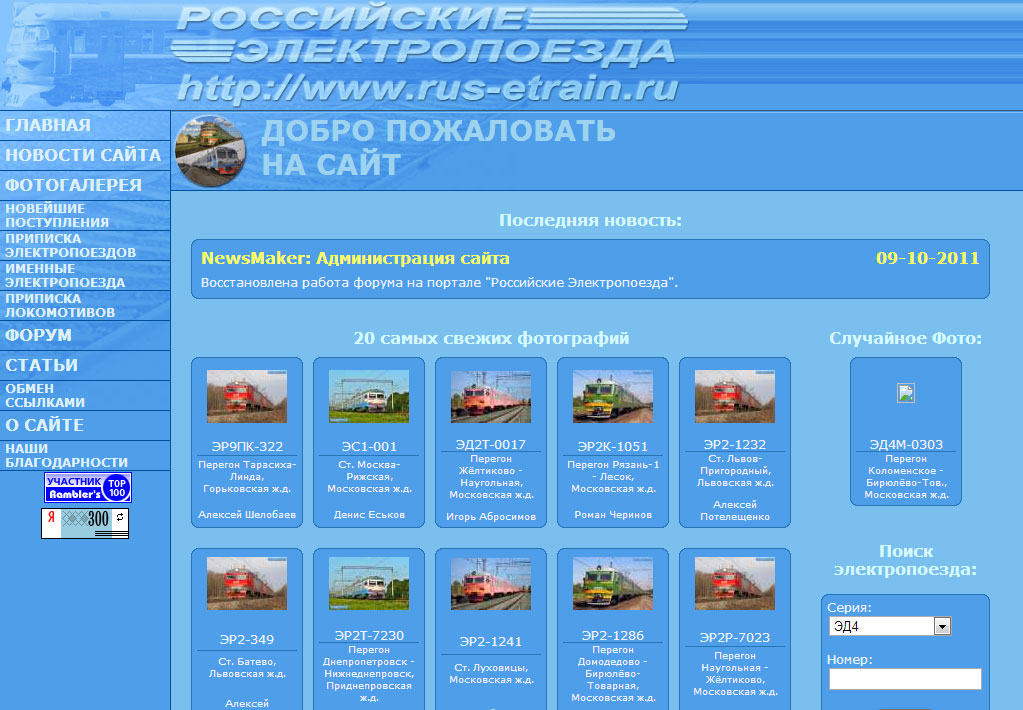 РОССИЙСКИЕ
ЭЛЕКТРОПОЕЗДА
http://www.rus-etrain.ru
ГЛАВНАЯ
НОВОСТИ САЙТА
ФОТОГАЛЕРЕЯ
НОВЕЙШИЕ
ПОСТУПЛЕНИЯ
ПРИПИСКА
ЭЛЕКТРОПОЕЗДОВ
ИМЕННЫЕ
ЭЛЕКТРОПОЕЗДА
ПРИПИСКА
ЛОКОМОТИВОВ
ФОРУМ
СТАТЬИ
ОБМЕН
ССЫЛКАМИ
О САЙТЕ
НАШИ
БЛАГОДАРНОСТИ
УЧАСТНИК
Rambler's
TOP
100
Я
300
ДОБРО ПОЖАЛОВАТЬ
НА САЙТ
Последняя новость:
NewsMaker: Администрация сайта
09-10-2011
Восстановлена работа форума на портале "Российские Электропоезда".
20 самых свежих фотографий
ЭР9ПК-322
Перегон Тарасиха-
Линда,
Горьковская ж.д.
Алексей Шелобаев
ЭС1-001
Ст. Москва-
Рижская,
Московская ж.д.
Денис Еськов
ЭД2Т-0017
Перегон
Жёлтиково -
Наугольная,
Московская ж.д.
Игорь Абросимов
ЭР2К-1051
Перегон Рязань-1
- Лесок,
Московская ж.д.
Роман Черинов
ЭР2-1232
Ст. Львов-
Пригородный,
Львовская ж.д.
Алексей
Потелещенко
ЭР2-349
Ст. Батево,
Львовская ж.д.
Алексей
ЭР2Т-7230
Перегон
Днепропетровск -
Нижнеднепровск,
Приднепровская
ж.д.
ЭР2-1241
Ст. Луховицы,
Московская ж.д.
ЭР2-1286
Перегон
Домодедово -
Бирюлёво-
Товарная,
Московская ж.д.
ЭР2Р-7023
Перегон
Наугольная -
Жёлтиково,
Московская ж.д.
Случайное Фото:
ЭД4М-0303
Перегон
Коломенское -
Бирюлёво-Тов.,
Московская ж.д.
Поиск
электропоезда:
Серия:
ЭД4
Номер: